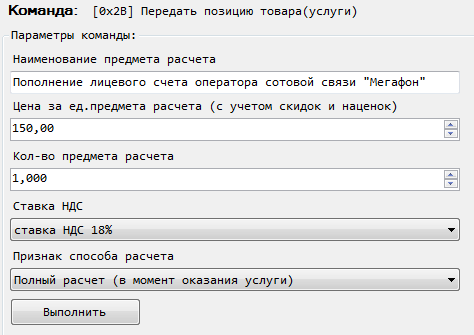 Команда: [0x2B] Передать позицию товара(услуги)
Параметры команды:
Наименование предмета расчета
Пополнение лицевого счета оператора сотовой связи "Мегафон"
Цена за ед.предмета расчета (с учетом скидок и наценок)
150,00
Кол-во предмета расчета
1,000
Ставка НДС
ставка НДС 18%
Признак способа расчета
Полный расчет (в момент оказания услуги)
Выполнить